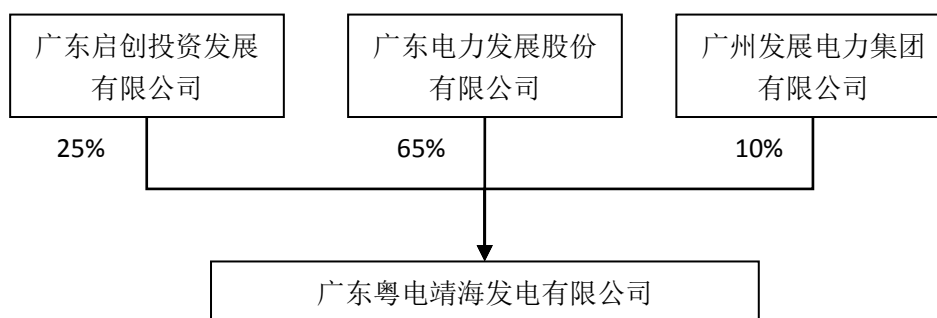 广东启创投资发展
有限公司
广东电力发展股份
有限公司
广州发展电力集团
有限公司
25%
65%
10%
广东粤电靖海发电有限公司